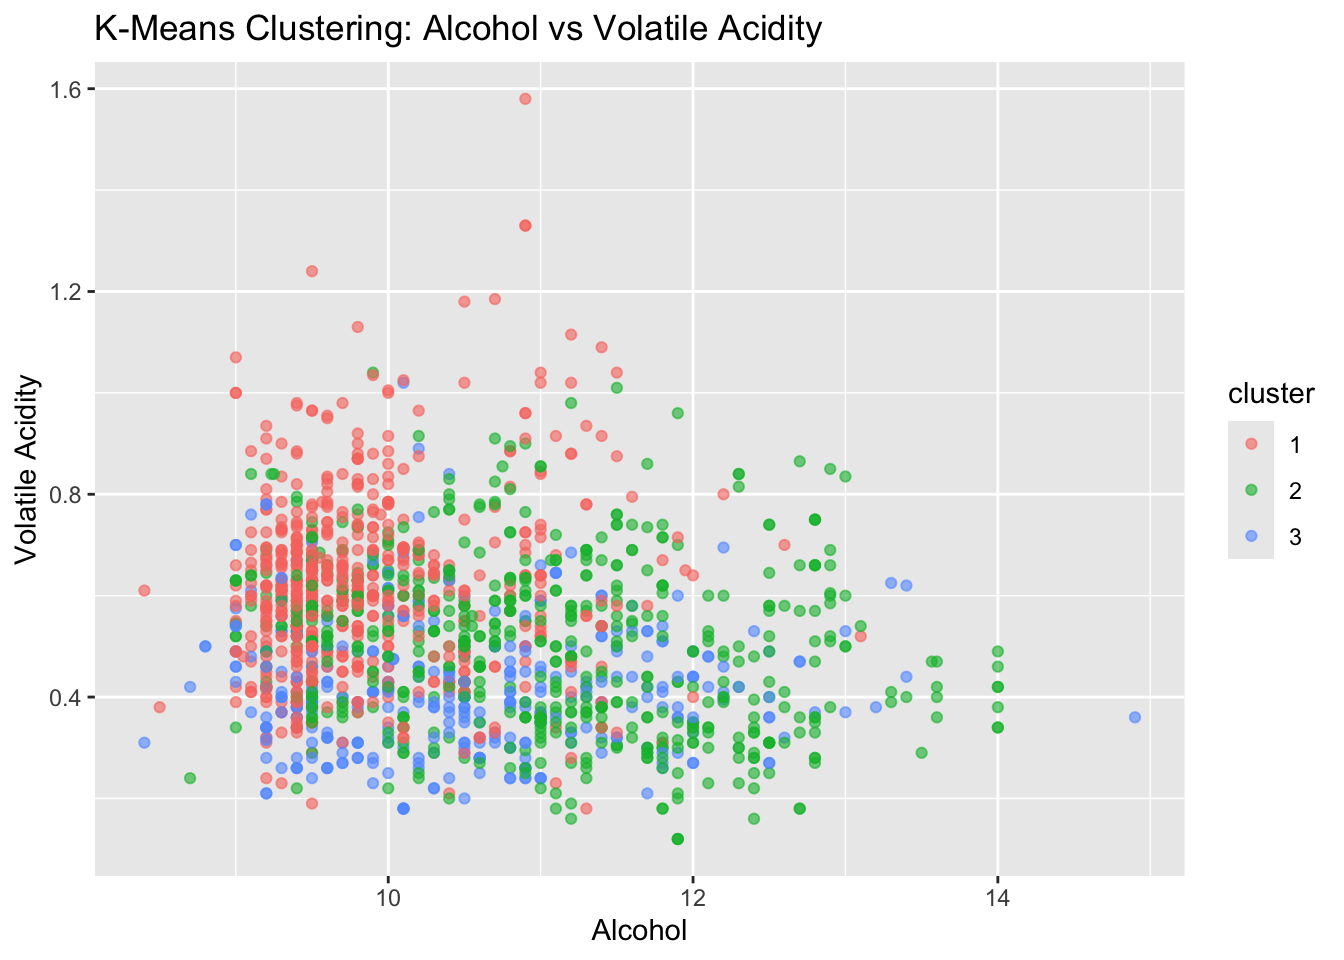 K-Means Clustering: Alcohol vs Volatile Acidity
1.6
1.2
0.8
0.4
Volatile Acidity
10
12
14
Alcohol
cluster
1
2
3